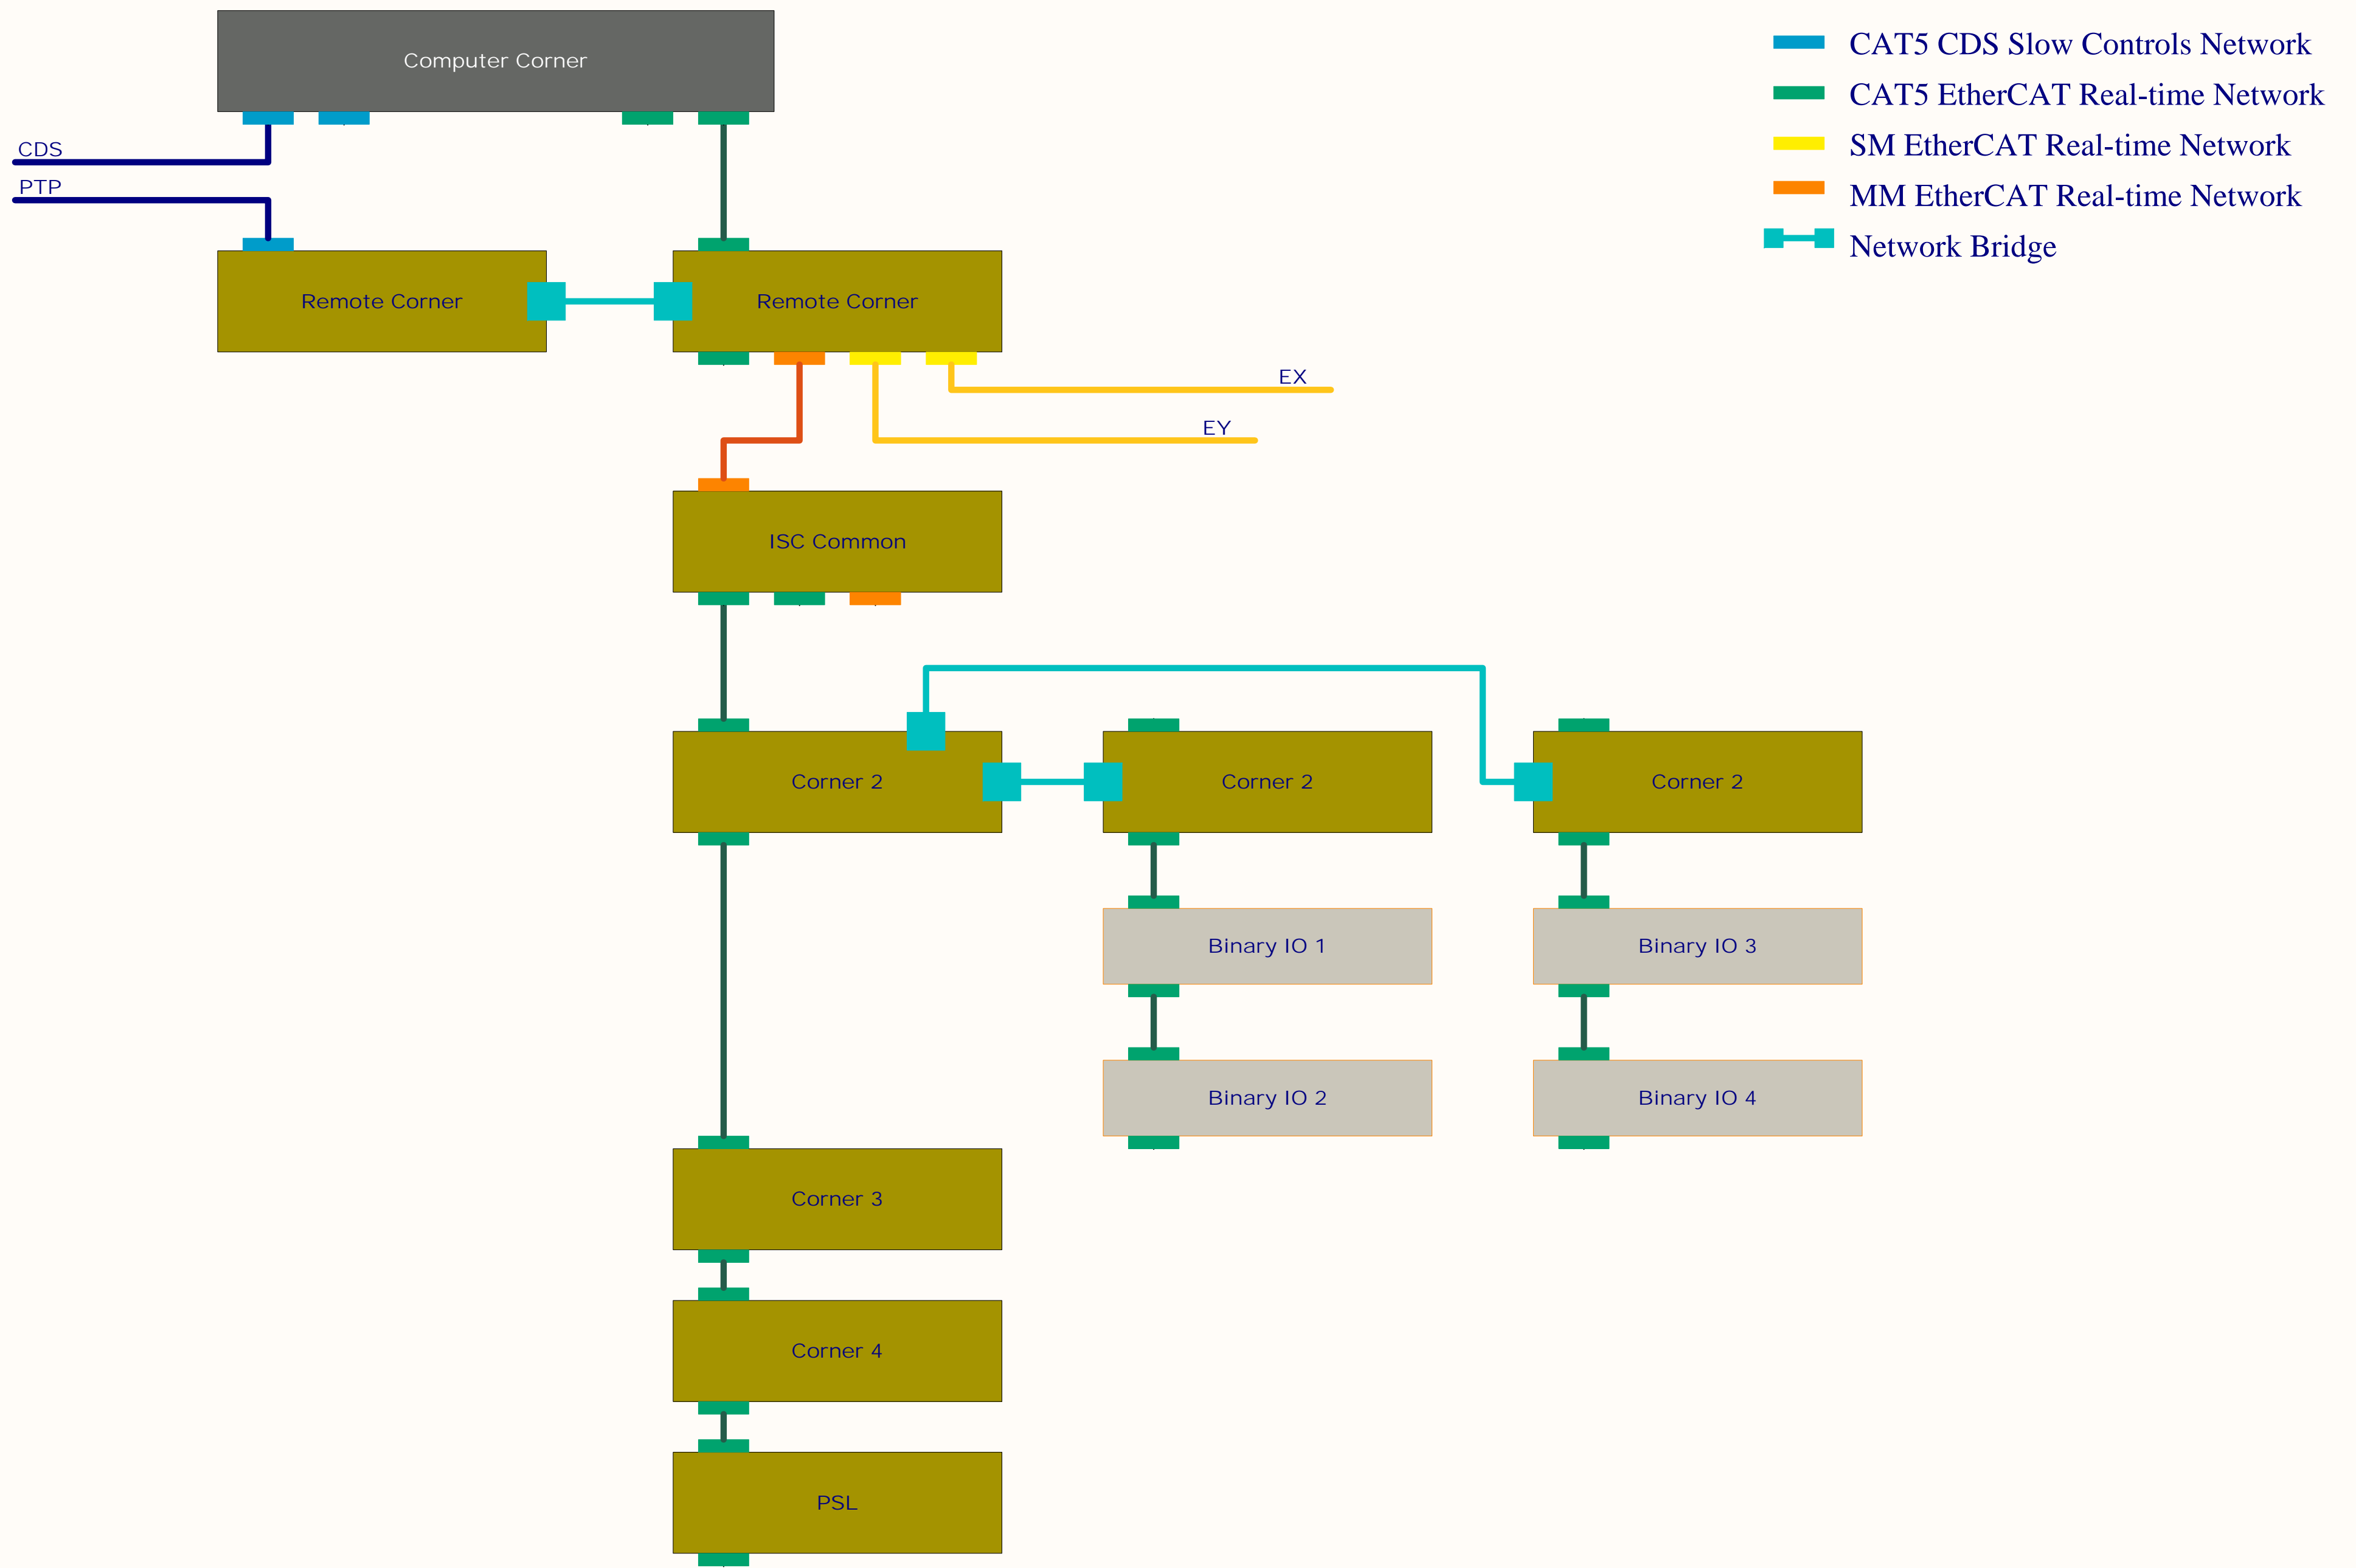 Computer Corner
CAT5 CDS Slow Controls Network
CAT5 EtherCAT Real-time Network
SM EtherCAT Real-time Network
MM EtherCAT Real-time Network
Network Bridge
CDS
PTP
Remote Corner
Remote Corner
EX
EY
ISC Common
Corner 2
Corner 2
Corner 2
Binary IO 1
Binary IO 3
Binary IO 2
Binary IO 4
Corner 3
Corner 4
PSL